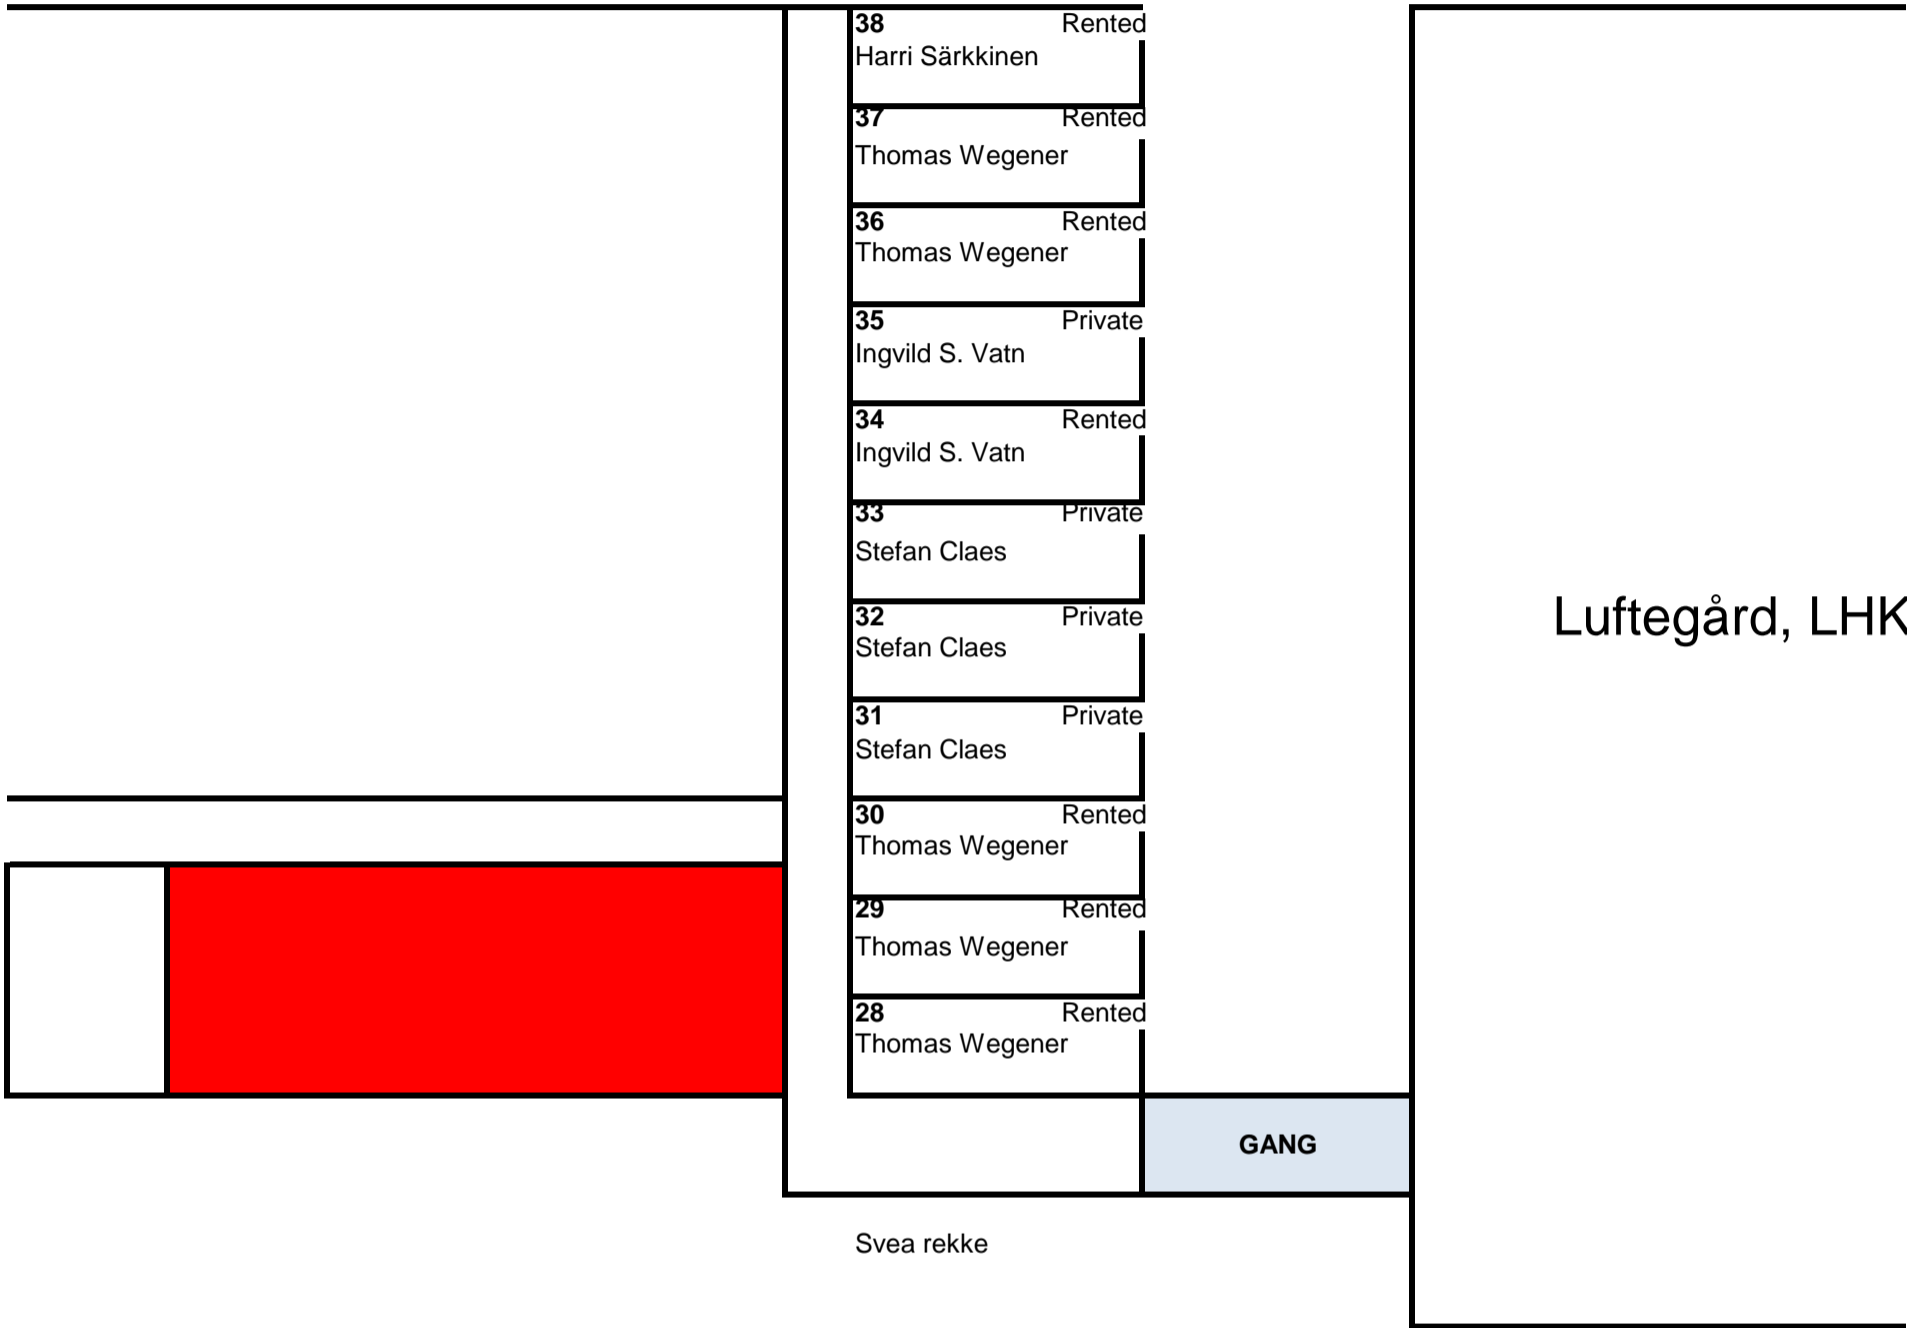 38 Rented
Harri Särkkinen
37 Rented
Thomas Wegener
36 Rented
Thomas Wegener
35 Private
Ingvild S. Vatn
34 Rented
Ingvild S. Vatn
33 Private
Stefan Claes
32 Private
Stefan Claes
31 Private
Stefan Claes
30 Rented
Thomas Wegener
29 Rented
Thomas Wegener
28 Rented
Thomas Wegener
GANG
Svea rekke
Luftegård, LHK